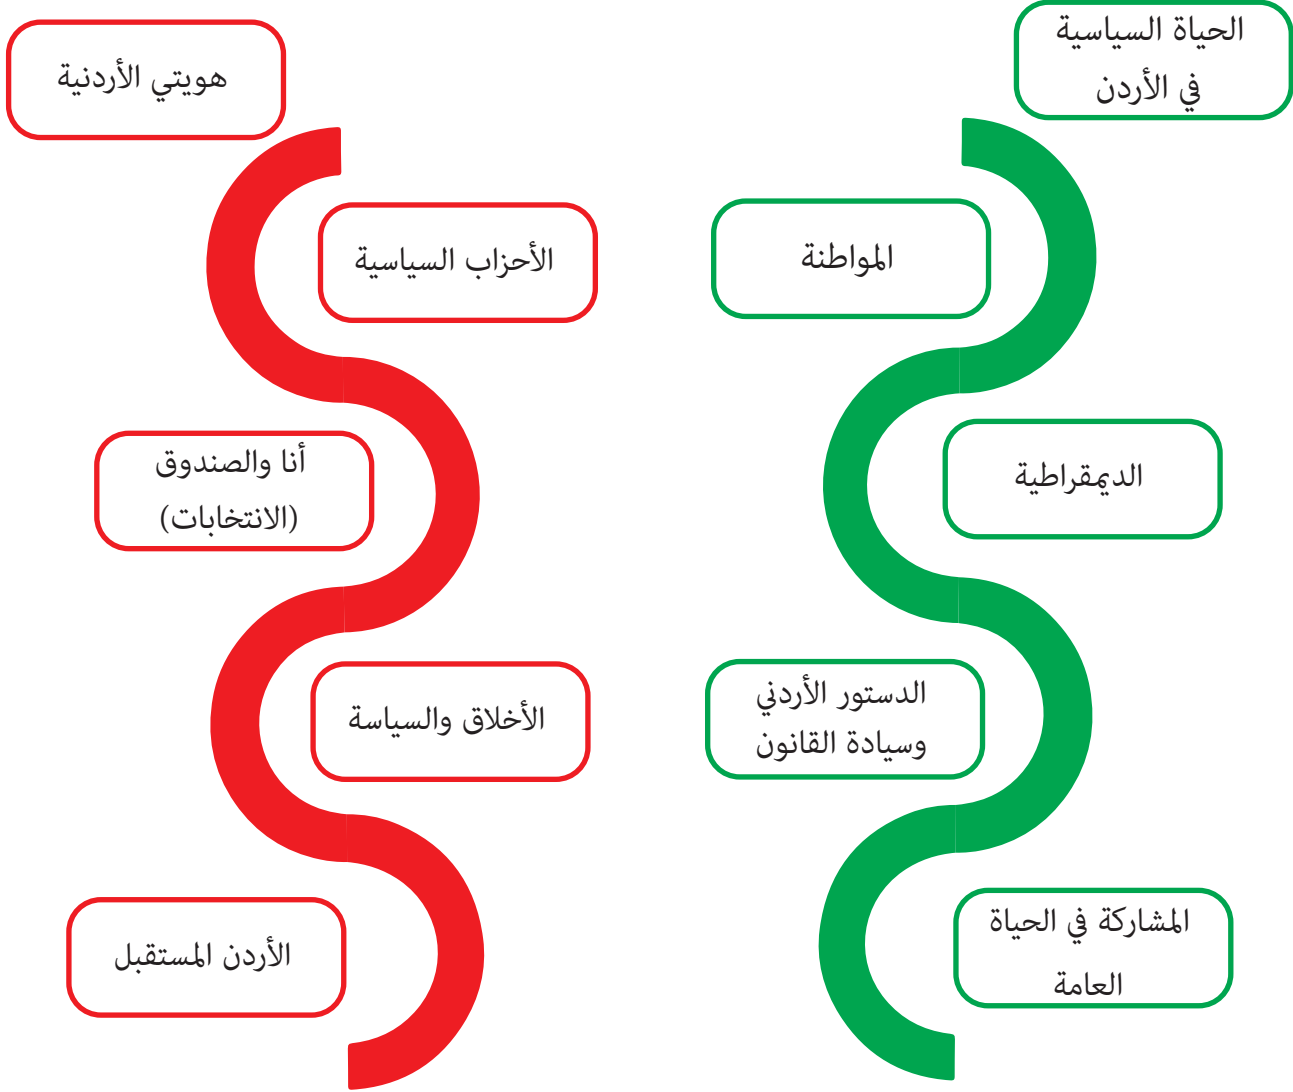 الحياة السياسية
في الأردن
المواطنة
الديمقراطية
الدستور الأردني
وسيادة القانون
المشاركة في الحياة
العامة
هويتي الأردنية
الأحزاب السياسية
أنا والصندوق
(الانتخابات)
الأخلاق والسياسة
الأردن المستقبل